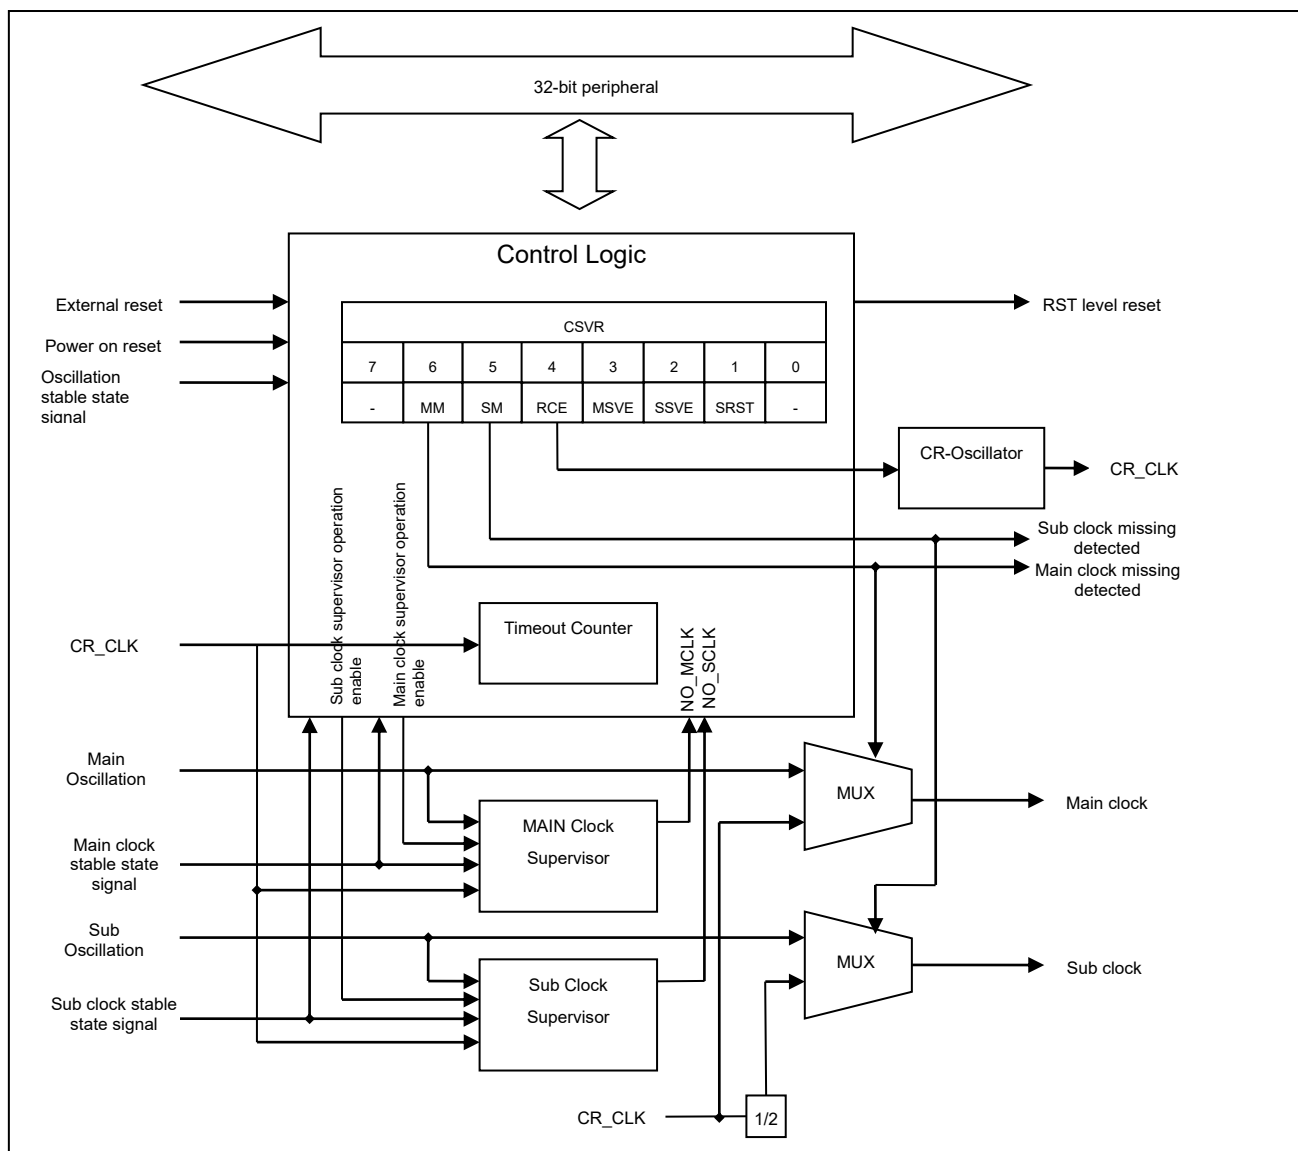 32-bit peripheral
Control Logic
External reset
RST level reset
CSVR
Power on reset
7 6 5 4 3 2 1 0
Oscillation
stable state
signal
- MM SM RCE MSVE SSVE SRST -
CR-Oscillator
CR_CLK
Sub clock supervisor operation
enable
Main clock supervisor operation
enable
Sub clock missing
detected
Main clock missing
detected
Timeout Counter
CR_CLK
NO_MCLK
NO_SCLK
Main
Oscillation
MUX
Main clock
MAIN Clock
Supervisor
Main clock
stable state
signal
Sub
Oscillation
MUX
Sub clock
Sub Clock
Supervisor
Sub clock stable
state signal
CR_CLK
1/2